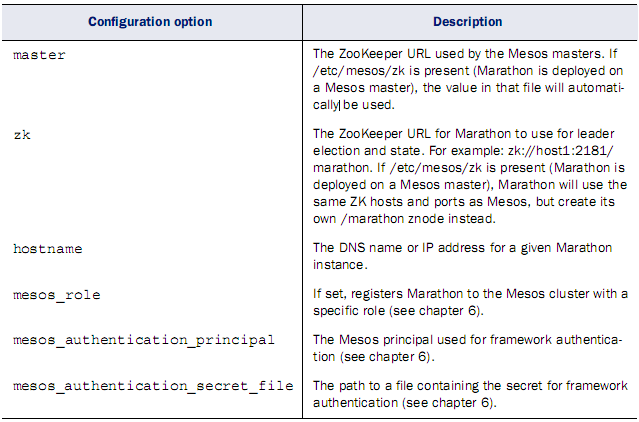 Configuration option Description
master The ZooKeeper URL used by the Mesos masters. If
/etc/mesos/zk is present (Marathon is deployed on
a Mesos master), the value in that file will automati-
cally be used.
zk The ZooKeeper URL for Marathon to use for leader
election and state. For example: zk://host1:2181/
marathon. If /etc/mesos/zk is present (Marathon is
deployed on a Mesos master), Marathon will use the
same ZK hosts and ports as Mesos, but create its
own /marathon znode instead.
hostname The DNS name or IP address for a given Marathon
instance.
mesos_role If set, registers Marathon to the Mesos cluster with a
specific role (see chapter 6).
mesos_authentication_principal The Mesos principal used for framework authentica-
tion (see chapter 6).
mesos_authentication_secret_file The path to a file containing the secret for framework
authentication (see chapter 6).